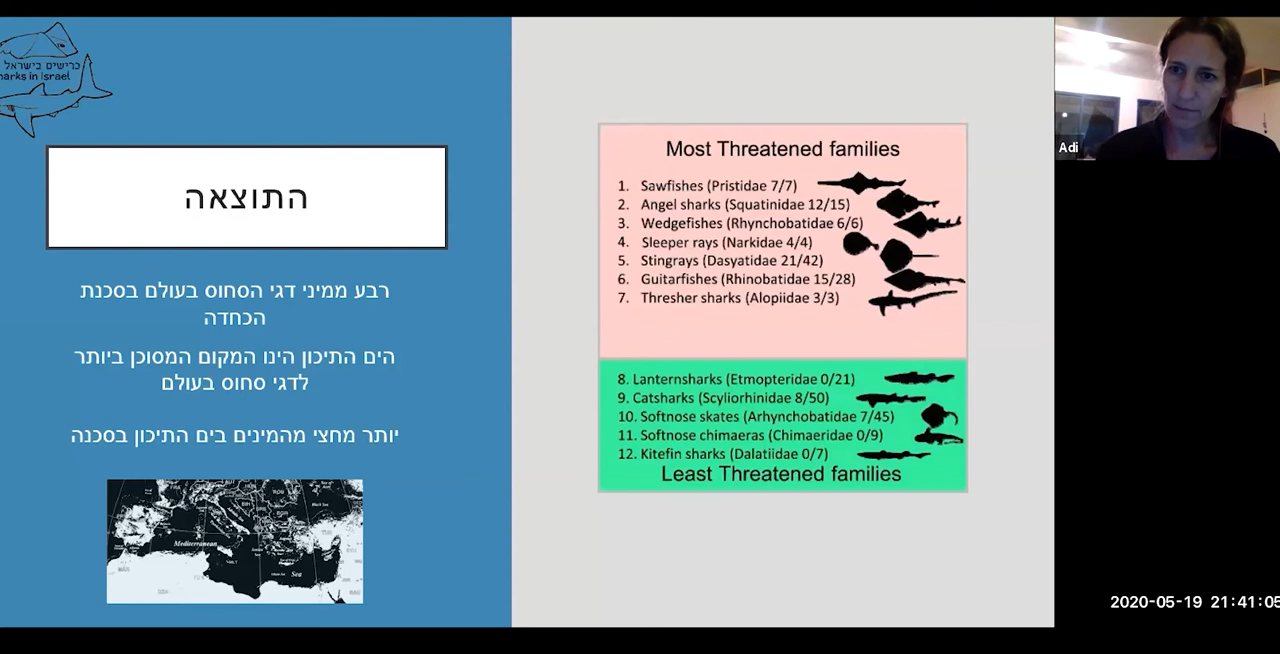 כרישים בישראל
harks in Israel
התוצאה
רבע ממיני דגי הסחוס בעולם בסכנת
הכחדה
הים התיכון הינו המקום המסוכן ביותר
לדגי סחוס בעולם
יותר מחצי מהמינים בים התיכון בסכנה
Mediterranean
Sea
Most Threatened families
1. Sawfishes (Pristidae 7/7)
2. Angel sharks (Squatinidae 12/15)
3. Wedgefishes (Rhynchobatidae 6/6)
4. Sleeper rays (Narkidae 4/4)
5. Stingrays (Dasyatidae 21/42)
6. Guitarfishes (Rhinobatidae 15/28)
7. Thresher sharks (Alopiidae 3/3)
8. Lanternsharks (Etmopteridae 0/21)
9. Catsharks (Scyliorhinidae 8/50)
10. Softnose skates (Arhynchobatidae 7/45)
11. Softnose chimaeras (Chimaeridae 0/9)
12. Kitefin sharks (Dalatiidae 0/7)
Least Threatened families
Adi
2020-05-19 21:41:05